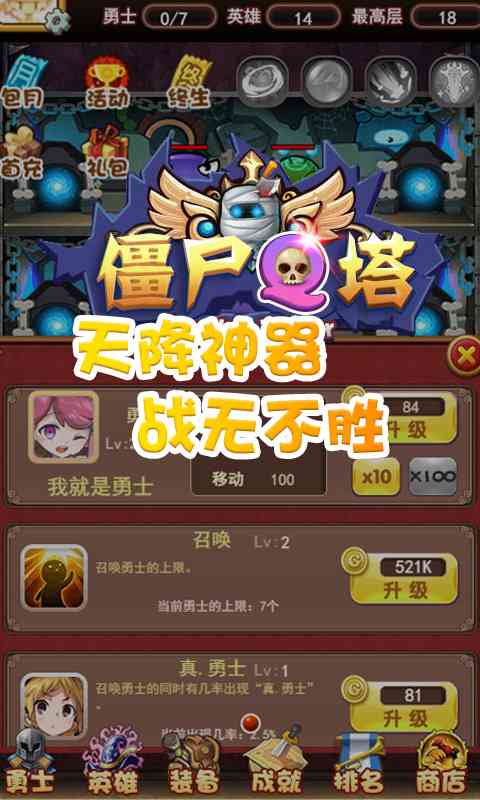 勇士 0/7 英雄 14 最高层 18
包月 活动 终生
首充 礼包
僵尸Q塔
天降神器
战无不胜
84
升级
Lv:
我就是勇士 移动 100 x10 x100
召唤 Lv:2 521K
召唤勇士的上限。 升级
当前勇士的上限：7个
真.勇士 Lv:1 81
召唤勇士的同时有几率出现“真.勇士” 升级
。
当前出现几率：2.5%
勇士 英雄 装备 成就 排名 商店